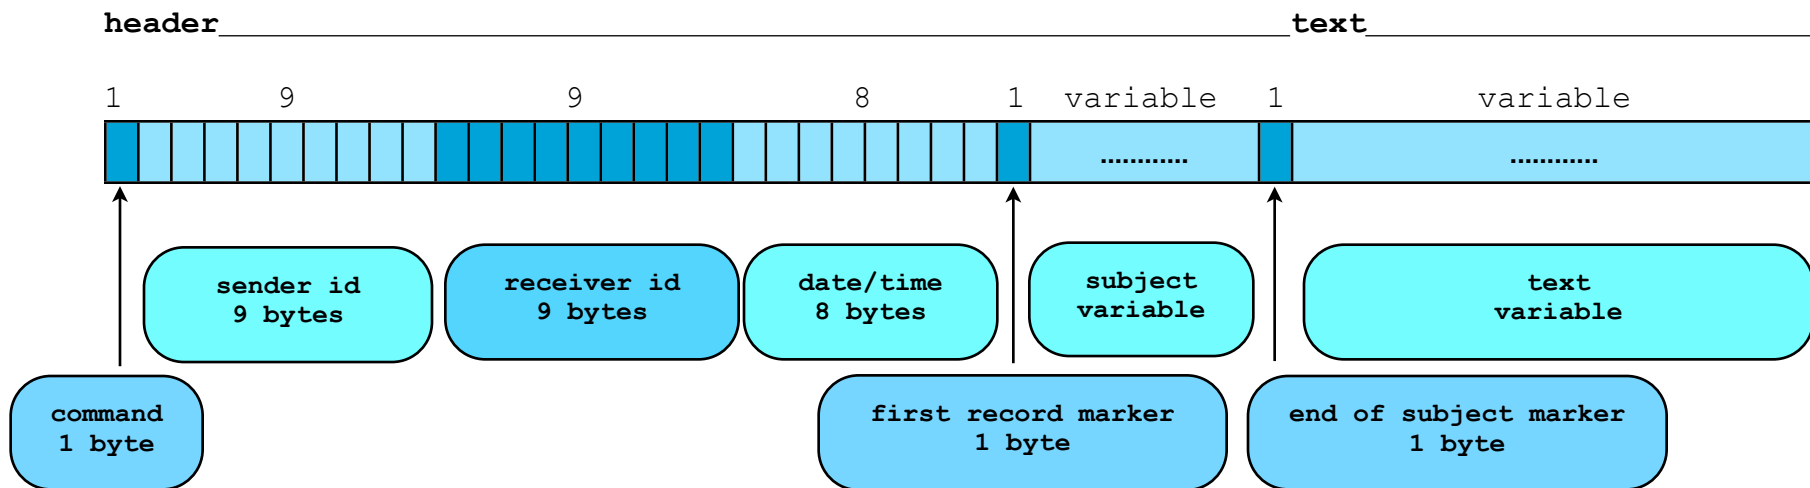 header text
1 9 9 8 1 variable 1 variable
............ ............
sender id
9 bytes
receiver id
9 bytes
date/time
8 bytes
subject
variable
text
variable
command
1 byte
first record marker
1 byte
end of subject marker
1 byte